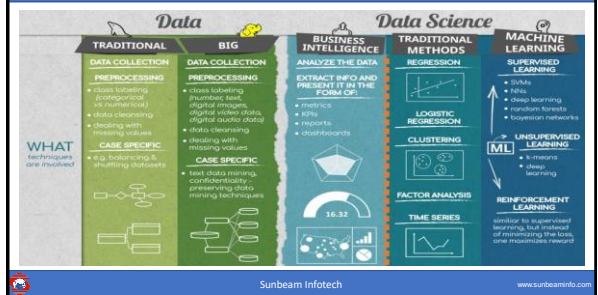 Data
Data Science
TRADITIONAL
BIG
BUSINESS
INTELLIGENCE
TRADITIONAL
METHODS
MACHINE
LEARNING
WHAT
techniques
are involved
DATA COLLECTION
PREPROCESSING
• class labeling
(categorical
vs numerical)
• data cleansing
• dealing with
missing values
CASE SPECIFIC
• e.g. balancing &
shuffling datasets
DATA COLLECTION
PREPROCESSING
• class labeling
(number, text,
digital images,
digital video data,
digital audio data)
• data cleansing
• dealing with
missing values
CASE SPECIFIC
• text data mining,
confidentiality-
preserving data
mining techniques
ANALYZE THE DATA
EXTRACT INFO AND
PRESENT IT IN THE
FORM OF:
• metrics
• KPIs
• reports
• dashboards
16.32
REGRESSION
LOGISTIC
REGRESSION
CLUSTERING
FACTOR ANALYSIS
TIME SERIES
SUPERVISED
LEARNING
• SVMs
• NNs
• deep learning
• random forests
• bayesian networks
ML
UNSUPERVISED
LEARNING
• k-means
• deep
learning
REINFORCEMENT
LEARNING
similiar to supervised
learning, but instead
of minimizing the loss,
one maximizes reward
Sunbeam Infotech
www.sunbeaminfo.com